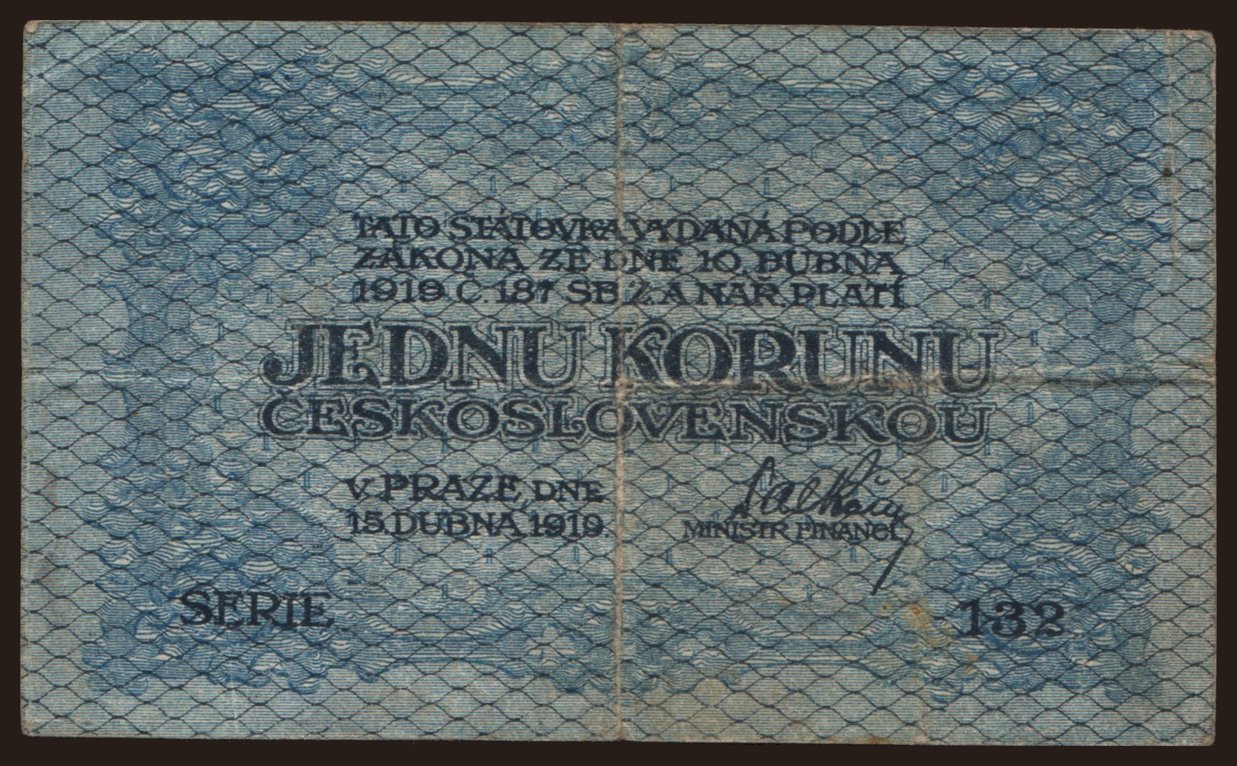 TATO STÁTOVKA VYDANÁ PODLE
ZÁKONA ZE DNE 10. DUBNA
1919 Č. 187 SB. Z. A NAŘ. PLATÍ
JEDNU KORUNU
ČESKOSLOVENSKOU
V PRAZE, DNE
15. DUBNA 1919.
MINISTR FINANCÍ
SERIE 132